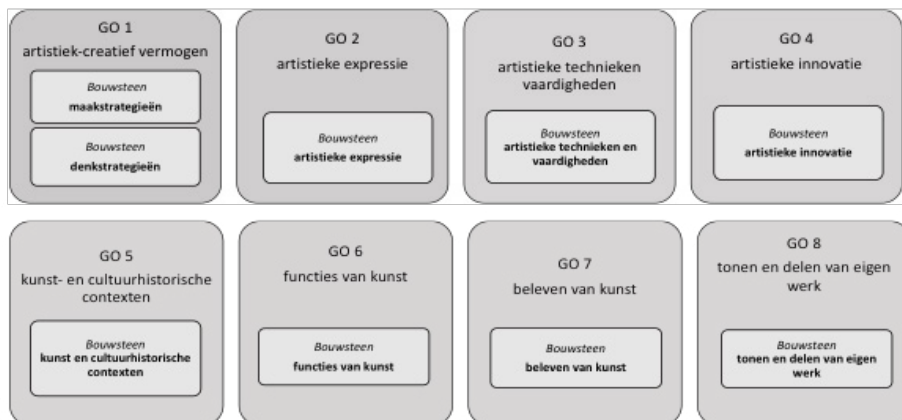 GO 1
artistiek-creatief vermogen
Bouwsteen
maakstrategieën
Bouwsteen
denkstrategieën
GO 2
artistieke expressie
Bouwsteen
artistieke expressie
GO 3
artistieke technieken
vaardigheden
Bouwsteen
artistieke technieken en
vaardigheden
GO 4
artistieke innovatie
Bouwsteen
artistieke innovatie
GO 5
kunst- en cultuurhistorische
contexten
Bouwsteen
kunst en cultuurhistorische
contexten
GO 6
functies van kunst
Bouwsteen
functies van kunst
GO 7
beleven van kunst
Bouwsteen
beleven van kunst
GO 8
tonen en delen van eigen
werk
Bouwsteen
tonen en delen van eigen
werk